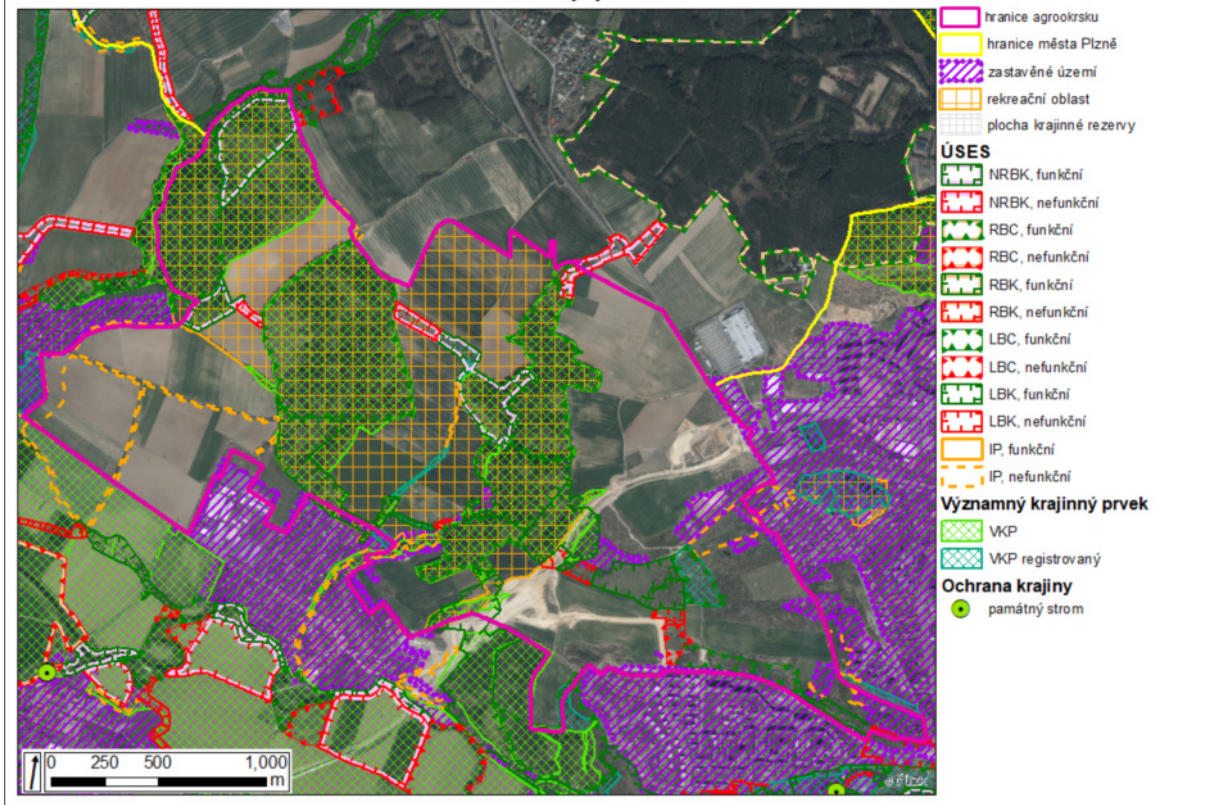 hranice agrookrsku
hranice města Plzně
zastavěné území
rekreační oblast
plocha krajinné rezervy
ÚSES
NRBK, funkční
NRBK, nefunkční
RBC, funkční
RBC, nefunkční
RBK, funkční
RBK, nefunkční
LBC, funkční
LBC, nefunkční
LBK, funkční
LBK, nefunkční
IP, funkční
IP, nefunkční
Významný krajinný prvek
VKP
VKP registrovaný
Ochrana krajiny
památný strom
0 250 500 1,000
m